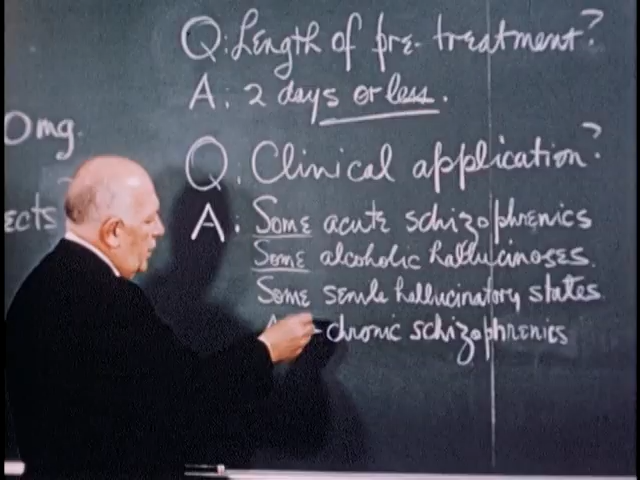 Q: Length of pre-treatment?
A: 2 days or less.
0mg.
Q: Clinical application?
ects
A: Some acute schizophrenics
Some alcoholic hallucinoses.
Some senile hallucinatory states.
- chronic schizophrenics